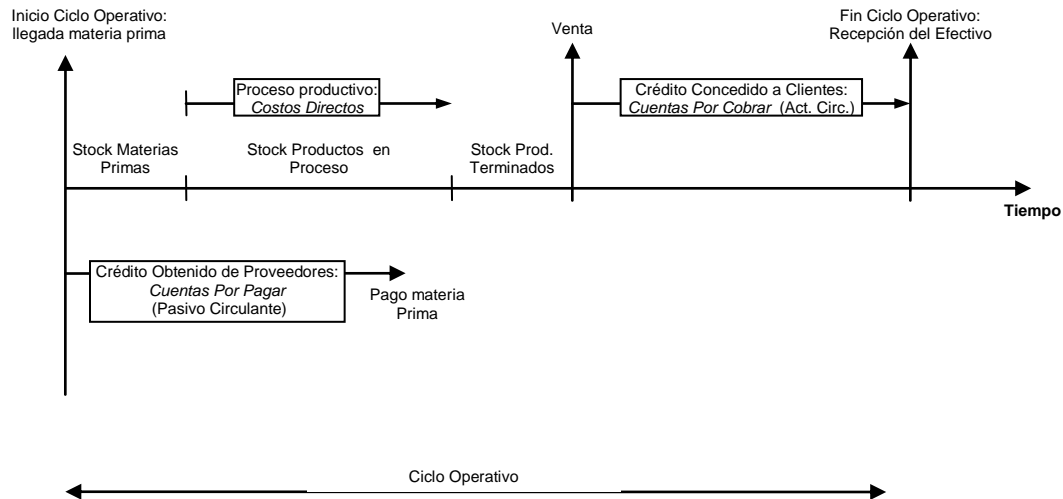 Inicio Ciclo Operativo:
llegada materia prima
Venta
Fin Ciclo Operativo:
Recepción del Efectivo
Proceso productivo:
Costos Directos
Crédito Concedido a Clientes:
Cuentas Por Cobrar (Act. Circ.)
Stock Materias
Primas
Stock Productos en
Proceso
Stock Prod.
Terminados
Tiempo
Crédito Obtenido de Proveedores:
Cuentas Por Pagar
(Pasivo Circulante)
Pago materia
Prima
Ciclo Operativo